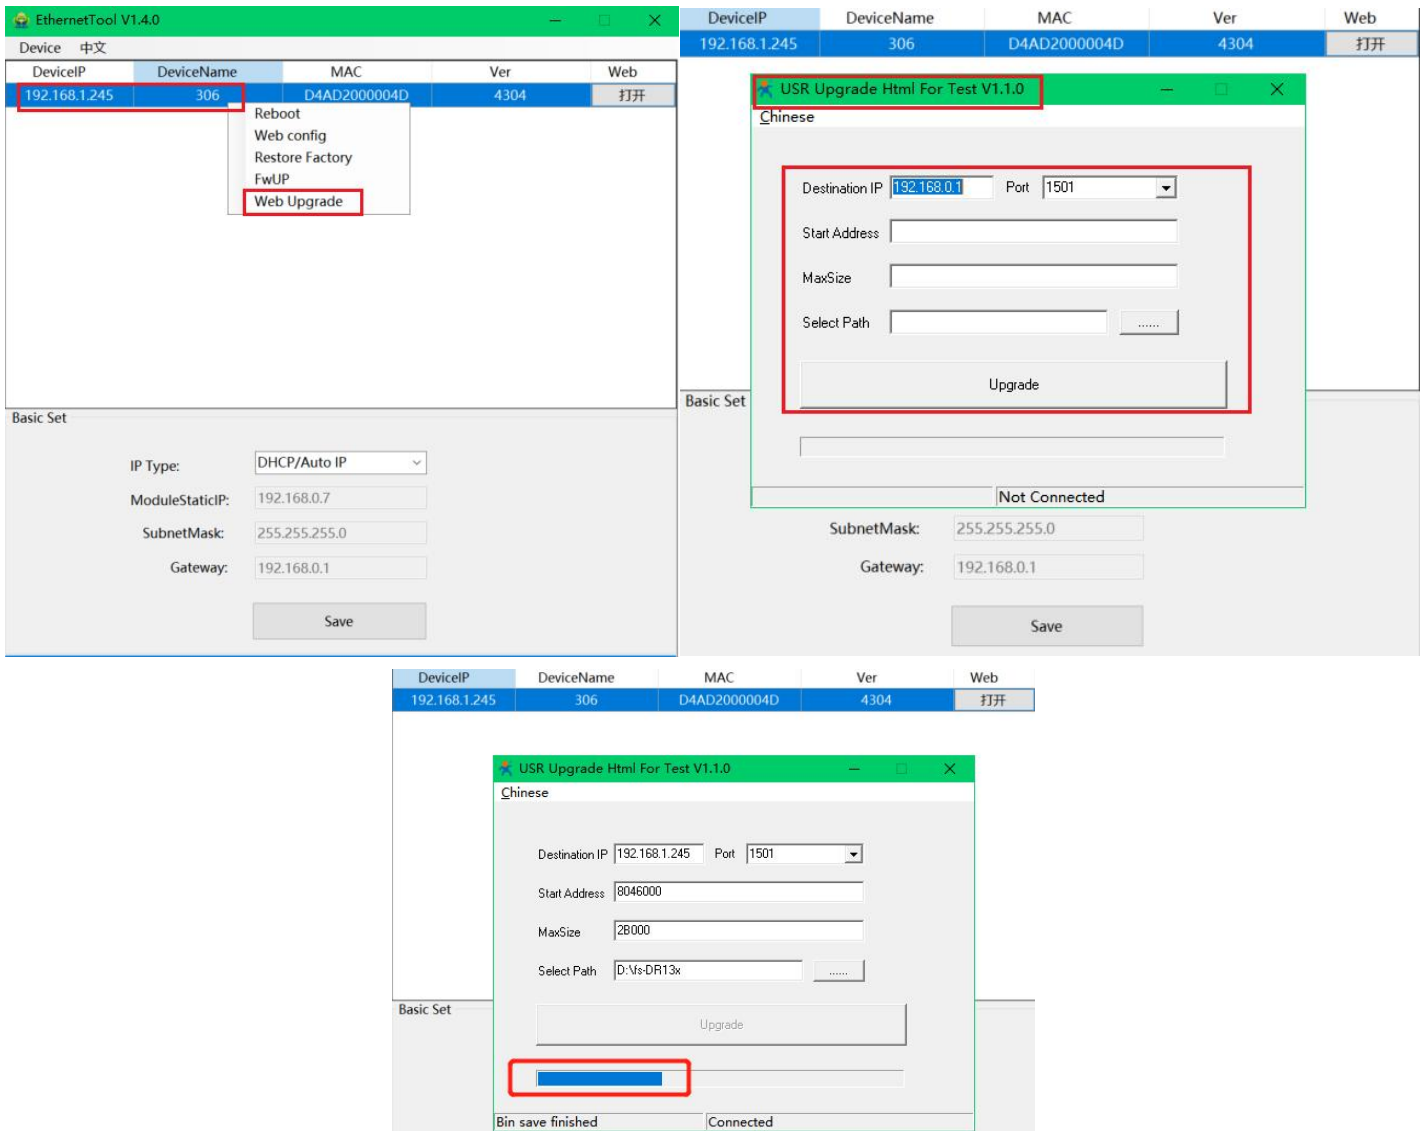 EthernetTool V1.4.0
Device 中文
DeviceIP DeviceName MAC Ver Web
192.168.1.245 306 D4AD2000004D 4304 打开
Reboot
Web config
Restore Factory
FwUP
Web Upgrade
Basic Set
IP Type: DHCP/Auto IP
ModuleStaticIP: 192.168.0.7
SubnetMask: 255.255.255.0
Gateway: 192.168.0.1
Save
DeviceIP DeviceName MAC Ver Web
192.168.1.245 306 D4AD2000004D 4304 打开
USR Upgrade Html For Test V1.1.0
Chinese
Destination IP 192.168.0.1 Port 1501
Start Address
MaxSize
Select Path ......
Upgrade
Basic Set
Not Connected
SubnetMask: 255.255.255.0
Gateway: 192.168.0.1
Save
DeviceIP DeviceName MAC Ver Web
192.168.1.245 306 D4AD2000004D 4304 打开
USR Upgrade Html For Test V1.1.0
Chinese
Destination IP 192.168.1.245 Port 1501
Start Address 8046000
MaxSize 2B000
Select Path D:\fs-DR13x ......
Basic Set
Upgrade
Bin save finished Connected